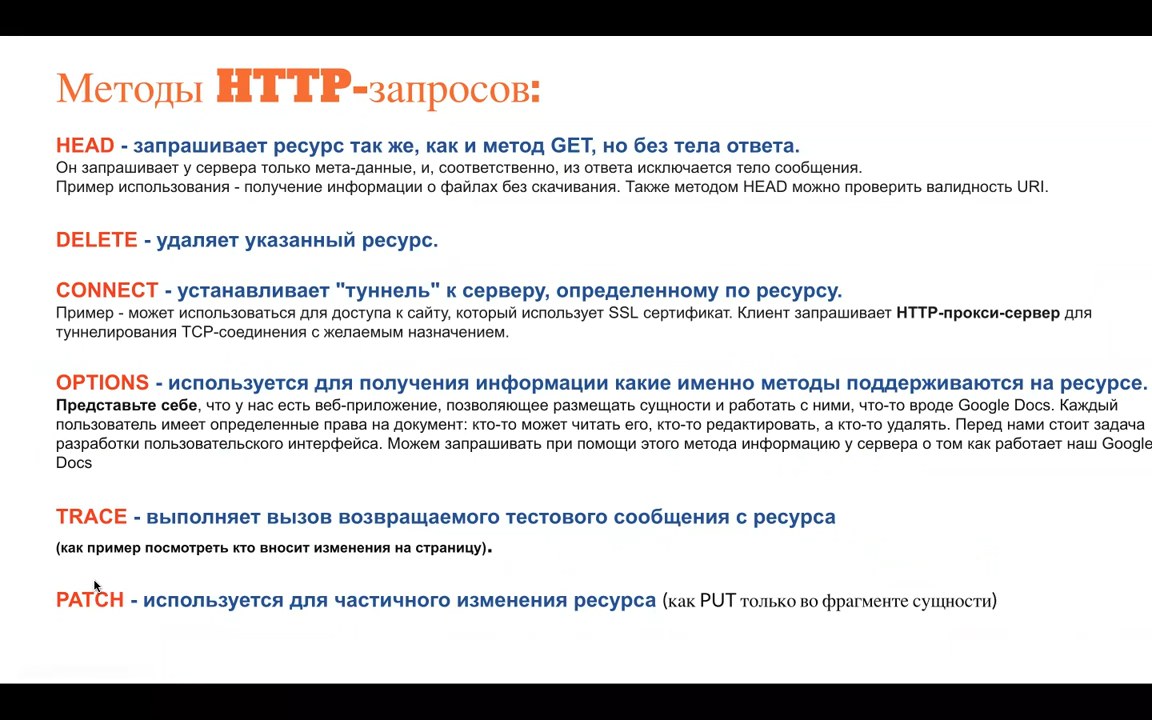 Методы HTTP-запросов:
HEAD - запрашивает ресурс так же, как и метод GET, но без тела ответа.
Он запрашивает у сервера только мета-данные, и, соответственно, из ответа исключается тело сообщения.
Пример использования - получение информации о файлах без скачивания. Также методом HEAD можно проверить валидность URI.
DELETE - удаляет указанный ресурс.
CONNECT - устанавливает "туннель" к серверу, определенному по ресурсу.
Пример - может использоваться для доступа к сайту, который использует SSL сертификат. Клиент запрашивает HTTP-прокси-сервер для
туннелирования TCP-соединения с желаемым назначением.
OPTIONS - используется для получения информации какие именно методы поддерживаются на ресурсе.
Представьте себе, что у нас есть веб-приложение, позволяющее размещать сущности и работать с ними, что-то вроде Google Docs. Каждый
пользователь имеет определенные права на документ: кто-то может читать его, кто-то редактировать, а кто-то удалять. Перед нами стоит задача
разработки пользовательского интерфейса. Можем запрашивать при помощи этого метода информацию у сервера о том как работает наш Google
Docs
TRACE - выполняет вызов возвращаемого тестового сообщения с ресурса
(как пример посмотреть кто вносит изменения на страницу).
PATCH - используется для частичного изменения ресурса (как PUT только во фрагменте сущности)